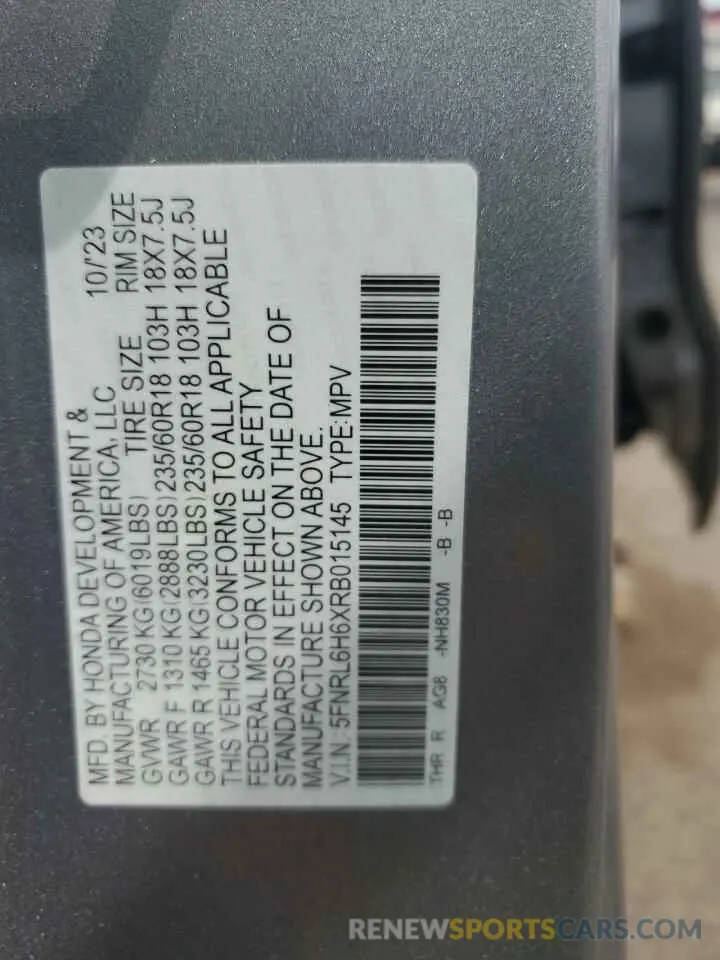 MFD. BY HONDA DEVELOPMENT &
MANUFACTURING OF AMERICA, LLC 10/'23
GVWR 2730 KG(6019LBS) TIRE SIZE RIM SIZE
GAWR F 1310 KG(2888LBS)235/60R18 103H 18X7.5J
GAWR R 1465 KG(3230LBS)235/60R18 103H 18X7.5J
THIS VEHICLE CONFORMS TO ALL APPLICABLE
FEDERAL MOTOR VEHICLE SAFETY
STANDARDS IN EFFECT ON THE DATE OF
MANUFACTURE SHOWN ABOVE.
V.I.N.: 5FNRL6H6XRB015145 TYPE:MPV
THR R AG8 -NH830M -B -B
RENEWSPORTSCARS.COM